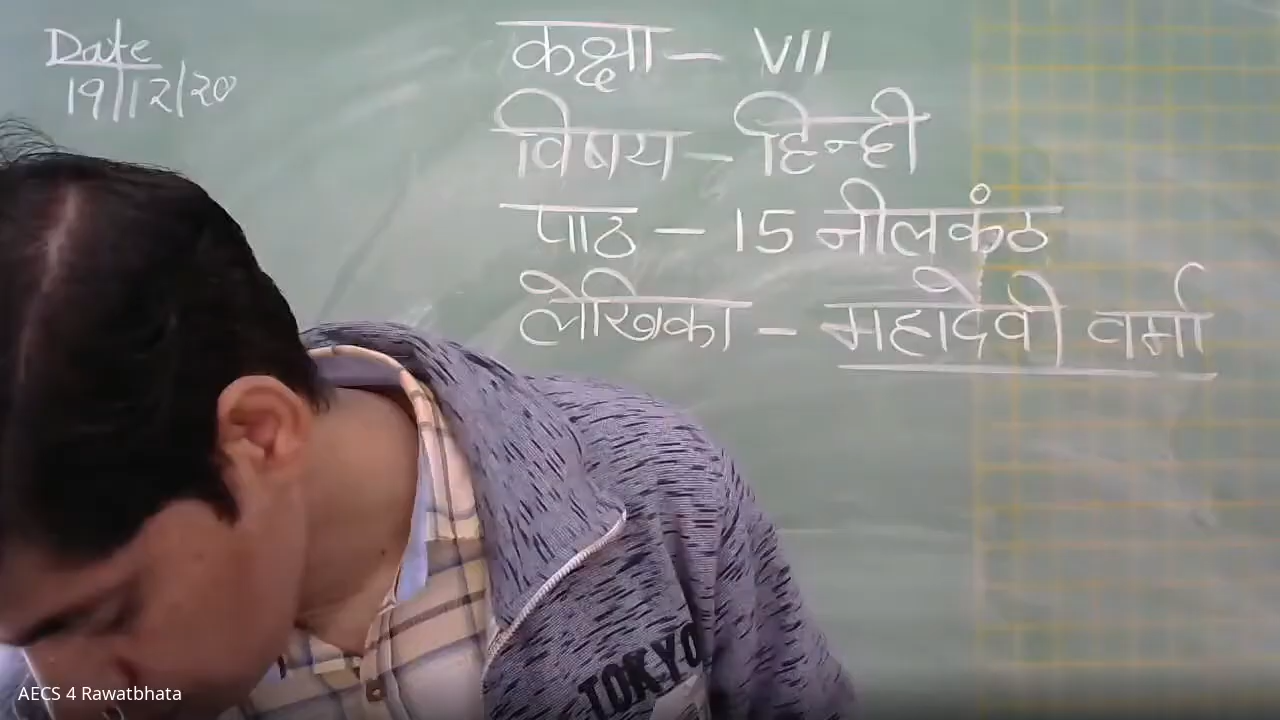 Date
19/12/20
कक्षा - VII
विषय - हिन्दी
पाठ - 15 नीलकंठ
लेखिका - महादेवी वर्मा
TOKYO
AECS 4 Rawatbhata